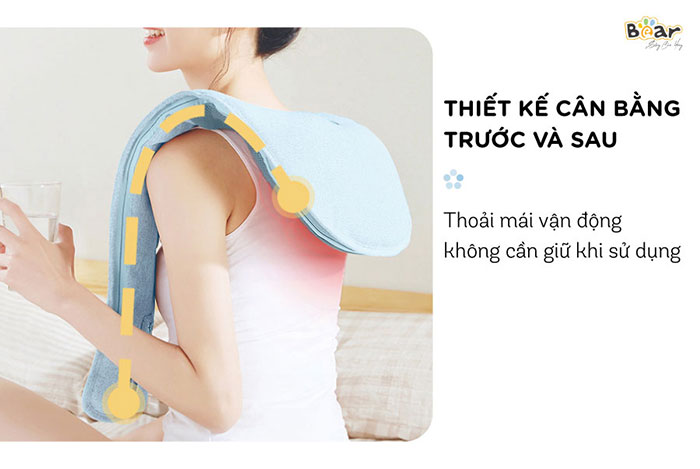 Bear
THIẾT KẾ CÂN BẰNG
TRƯỚC VÀ SAU
Thoải mái vận động
không cần giữ khi sử dụng